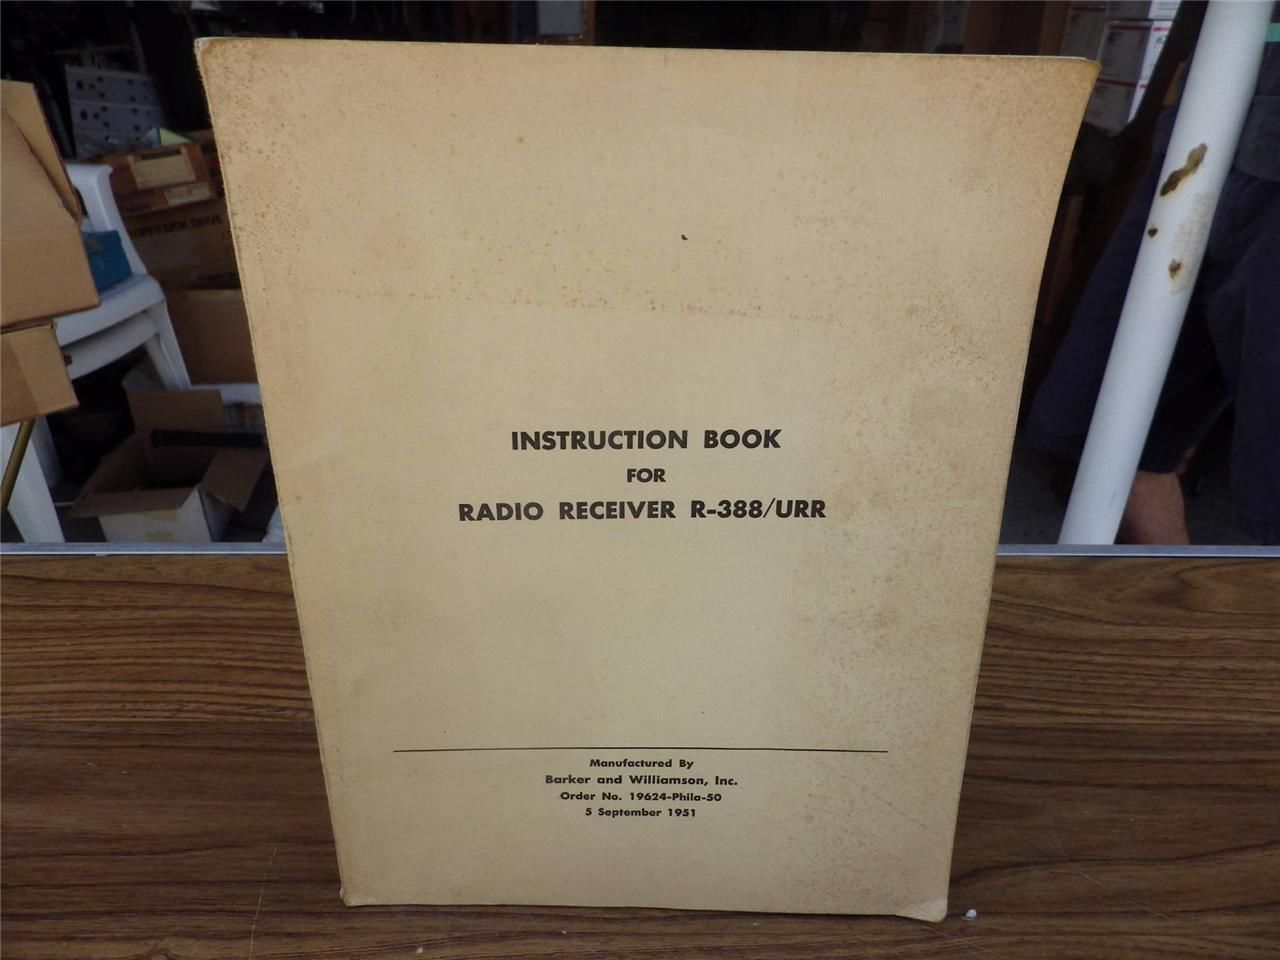 INSTRUCTION BOOK
FOR
RADIO RECEIVER R-388/URR
Manufactured By
Barker and Williamson, Inc.
Order No. 19624-Phila-50
5 September 1951